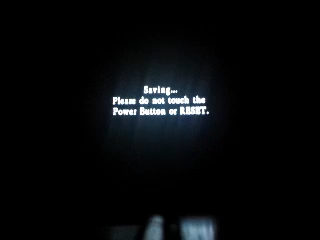 Saving...
Please do not touch the
Power Button or RESET.